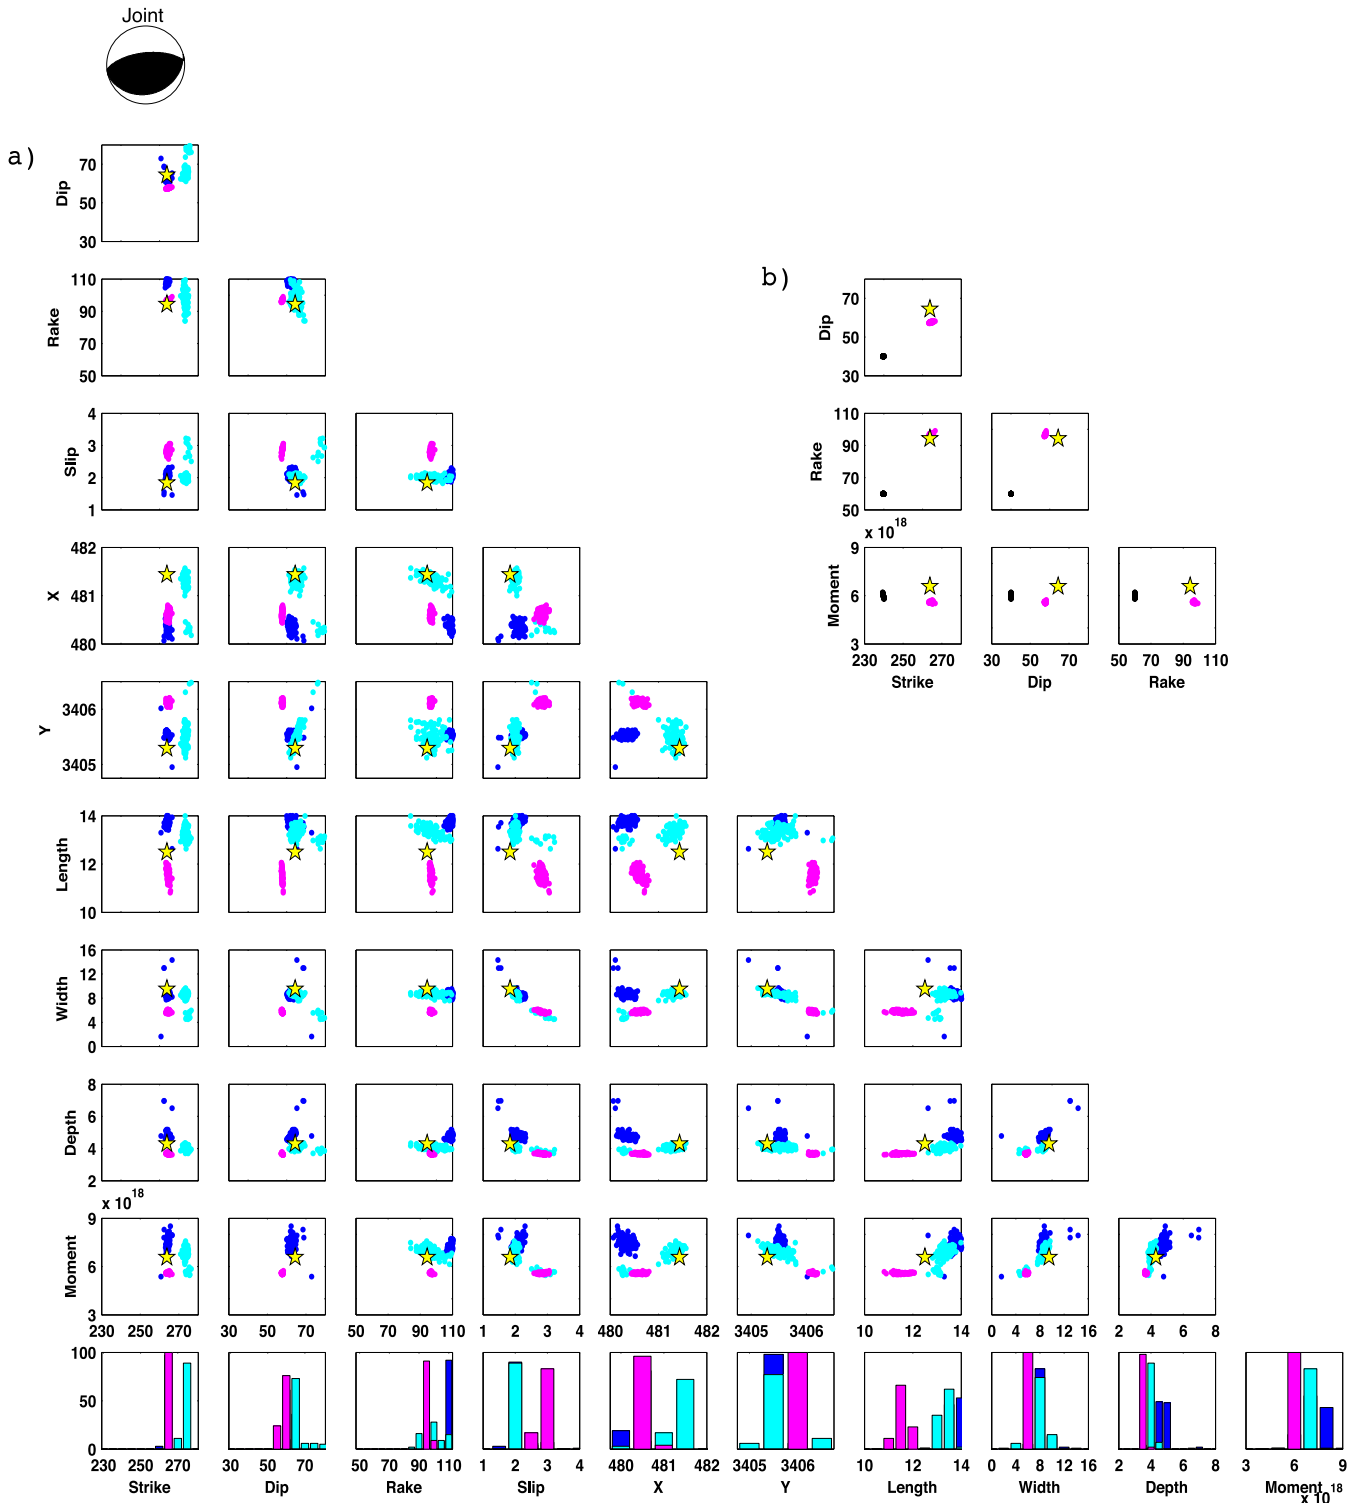 Joint
a)
70
50
30
Dip
110
90
70
50
Rake
4
3
2
1
Slip
482
481
480
X
3406
3405
Y
14
12
10
Length
16
12
8
4
0
Width
8
6
4
2
Depth
x 10^18
9
6
3
Moment
230 250 270 30 50 70 50 70 90 110 1 2 3 4 480 481 482 3405 3406 10 12 14 0 4 8 12 16 2 4 6 8
100
50
0
230 250 270 30 50 70 50 70 90 110 1 2 3 4 480 481 482 3405 3406 10 12 14 0 4 8 12 16 2 4 6 8 3 6 9
Strike Dip Rake Slip X Y Length Width Depth Moment x 10^18
b)
70
50
30
Dip
110
90
70
50
Rake
x 10^18
9
6
3
Moment
230 250 270 30 50 70 50 70 90 110
Strike Dip Rake